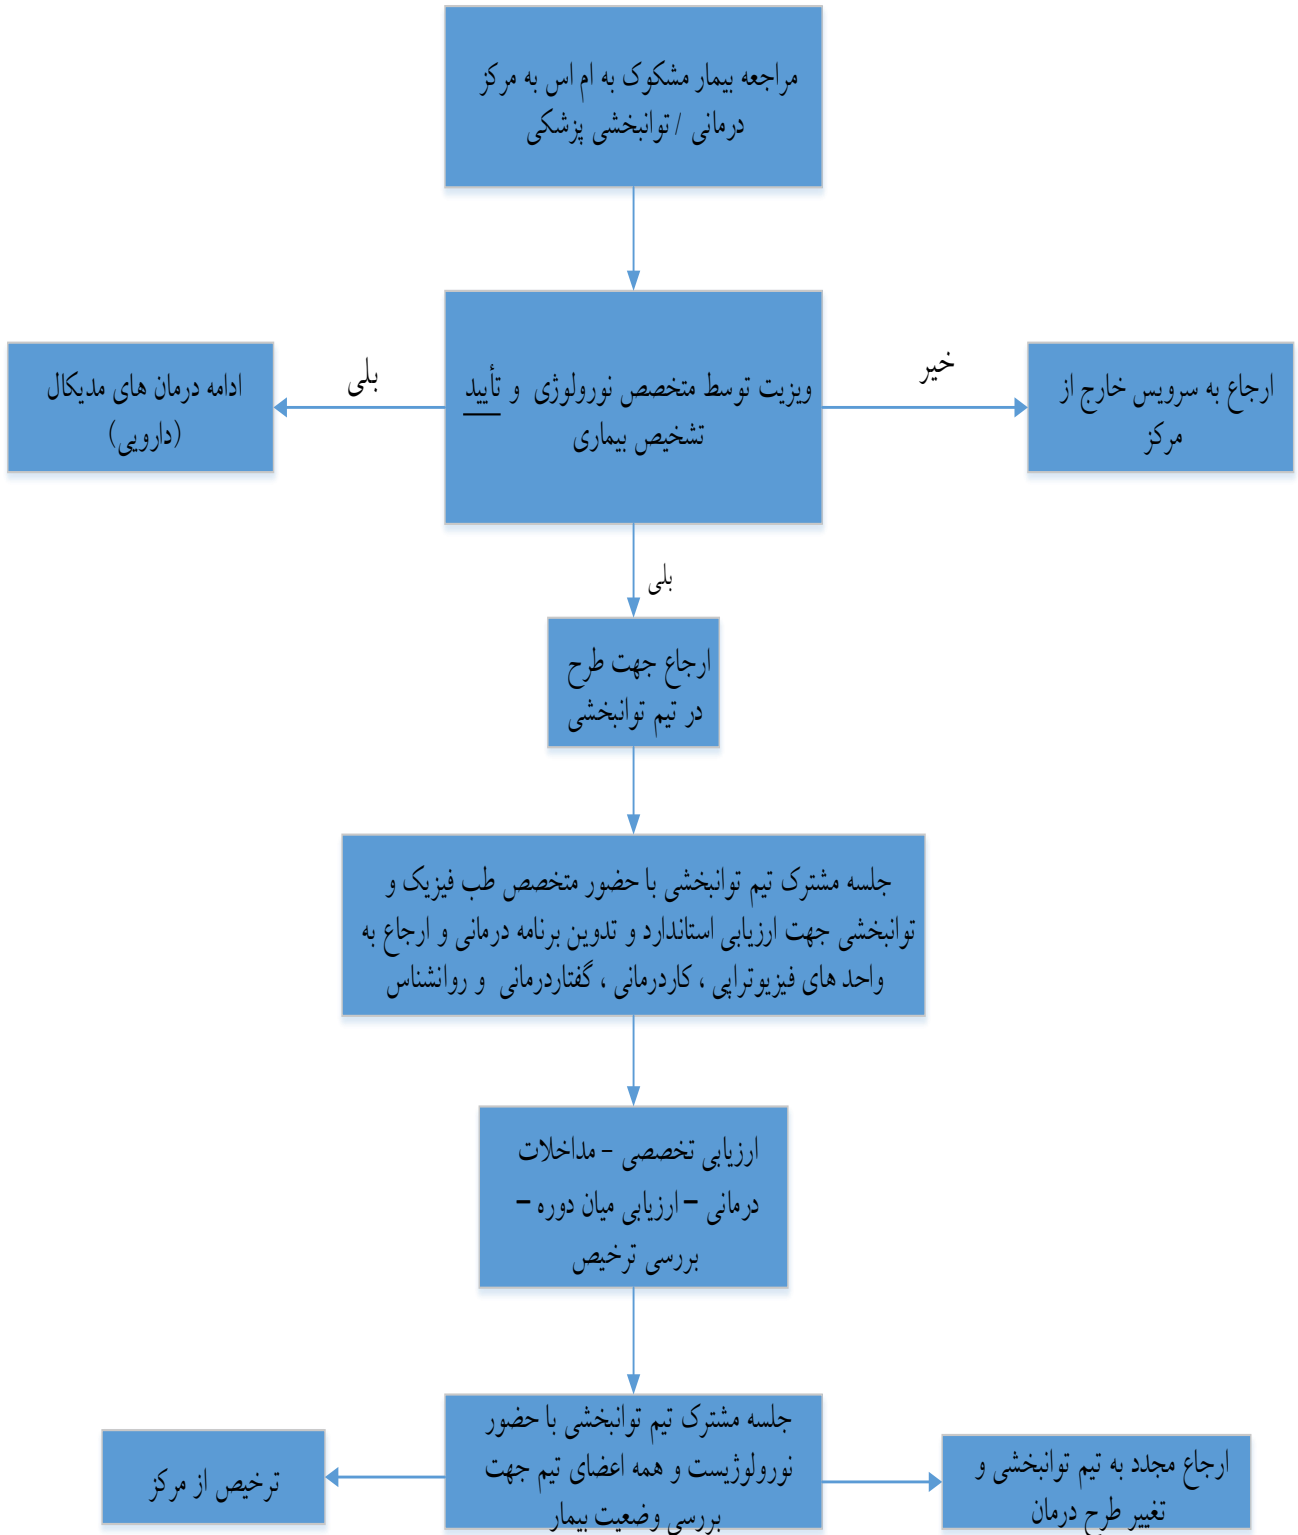 مراجعه بیمار مشکوک به ام اس به مرکز
درمانی / توانبخشی پزشکی
ویزیت توسط متخصص نورولوژی و تأیید
تشخیص بیماری
خیر
ارجاع به سرویس خارج از
مرکز
بلی
ادامه درمان های مدیکال
(دارویی)
بلی
ارجاع جهت طرح
در تیم توانبخشی
جلسه مشترک تیم توانبخشی با حضور متخصص طب فیزیک و
توانبخشی جهت ارزیابی استاندارد و تدوین برنامه درمانی و ارجاع به
واحد های فیزیوتراپی ، کاردرمانی ، گفتاردرمانی و روانشناس
ارزیابی تخصصی - مداخلات
درمانی – ارزیابی میان دوره –
بررسی ترخیص
جلسه مشترک تیم توانبخشی با حضور
نورولوژیست و همه اعضای تیم جهت
بررسی وضعیت بیمار
ارجاع مجدد به تیم توانبخشی و
تغییر طرح درمان
ترخیص از مرکز